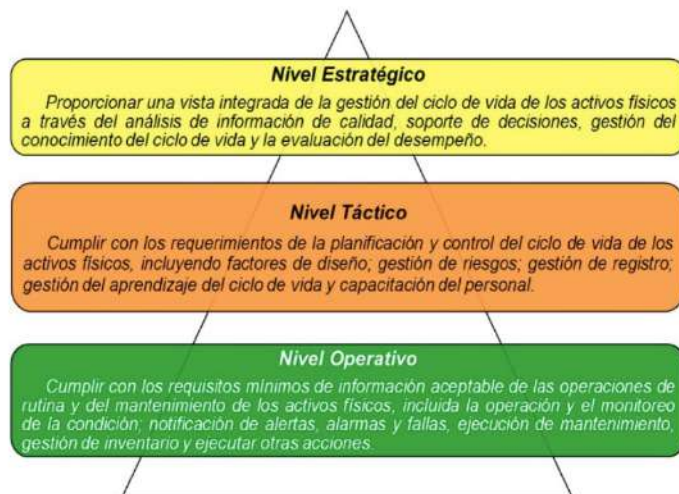 Nivel Estratégico
Proporcionar una vista integrada de la gestión del ciclo de vida de los activos físicos
a través del análisis de información de calidad, soporte de decisiones, gestión del
conocimiento del ciclo de vida y la evaluación del desempeño.
Nivel Táctico
Cumplir con los requerimientos de la planificación y control del ciclo de vida de los
activos físicos, incluyendo factores de diseño; gestión de riesgos; gestión de registro;
gestión del aprendizaje del ciclo de vida y capacitación del personal.
Nivel Operativo
Cumplir con los requisitos mínimos de información aceptable de las operaciones de
rutina y del mantenimiento de los activos físicos, incluida la operación y el monitoreo
de la condición; notificación de alertas, alarmas y fallas, ejecución de mantenimiento,
gestión de inventario y ejecutar otras acciones.